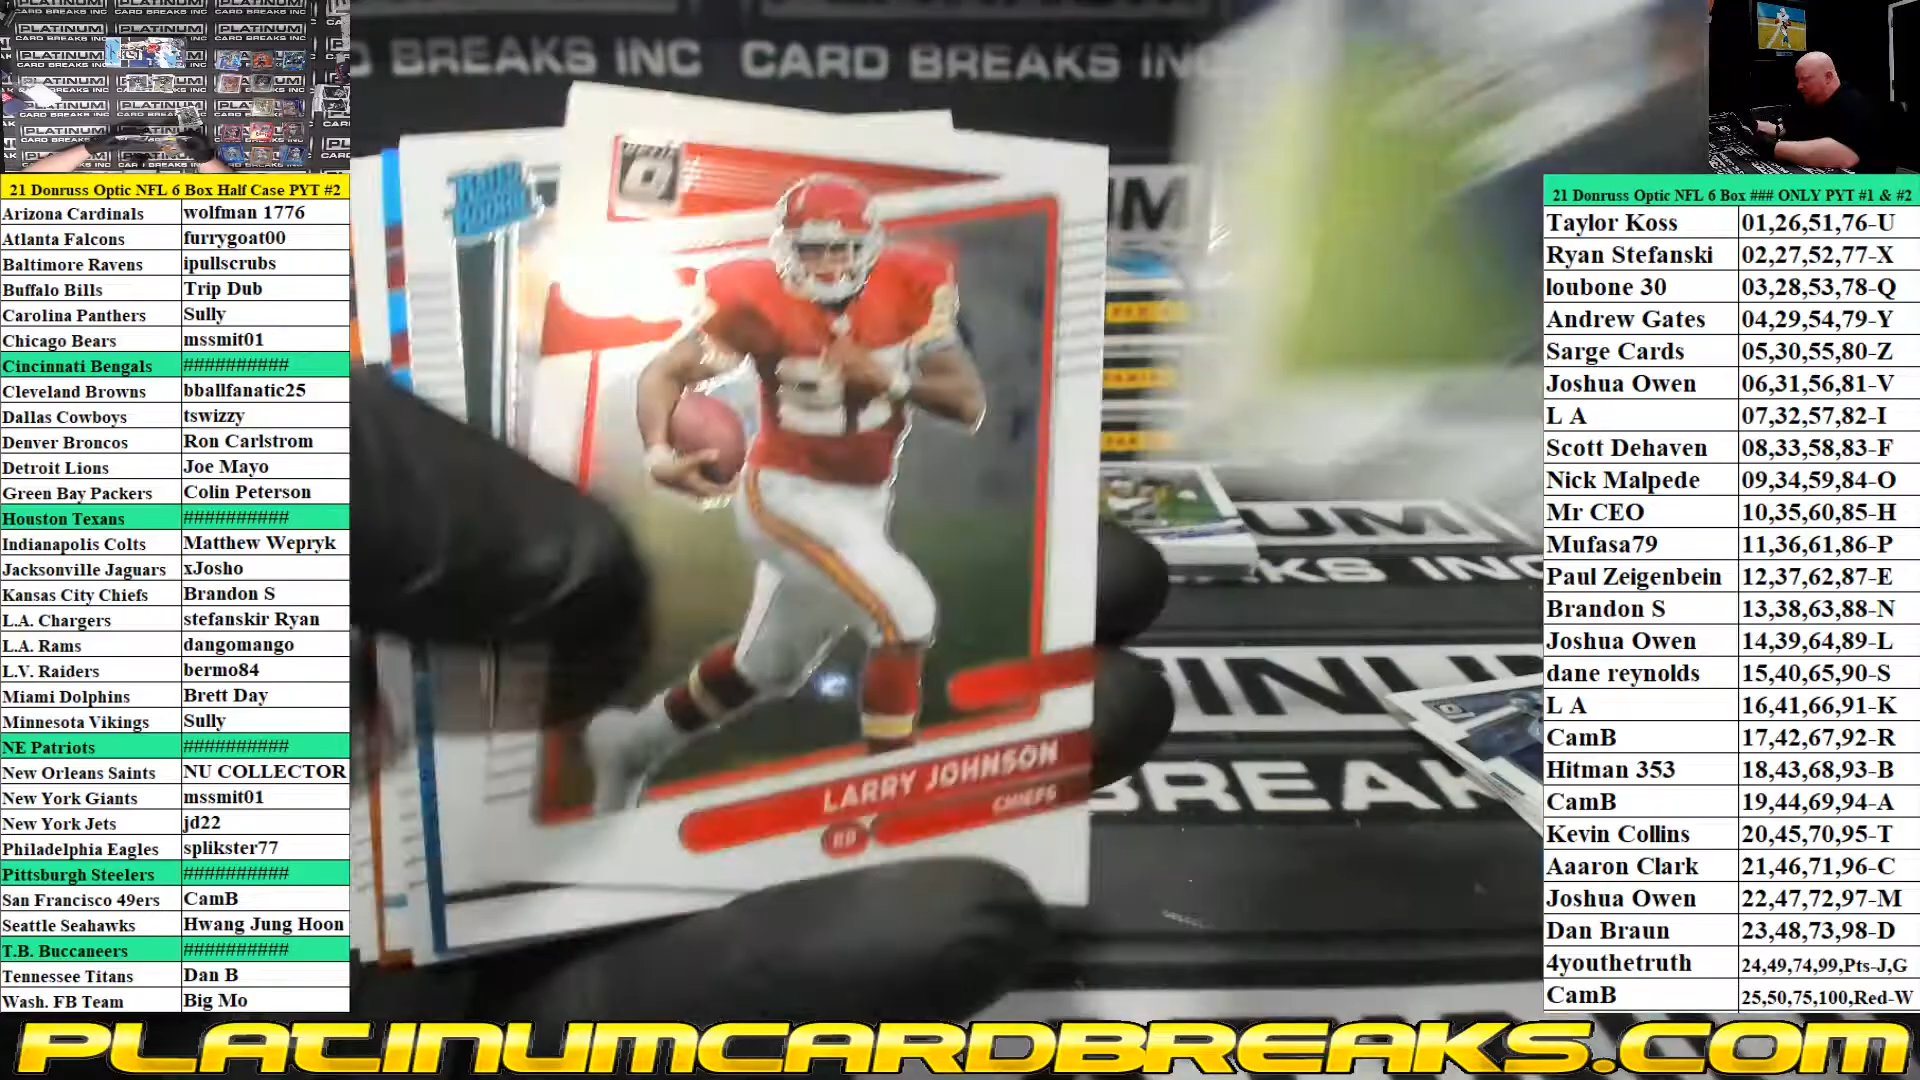 21 Donruss Optic NFL 6 Box Half Case PYT #2
Arizona Cardinals wolfman 1776
Atlanta Falcons furrygoat00
Baltimore Ravens ipullscrubs
Buffalo Bills Trip Dub
Carolina Panthers Sully
Chicago Bears mssmit01
Cincinnati Bengals ##########
Cleveland Browns bballfanatic25
Dallas Cowboys tswizzy
Denver Broncos Ron Carlstrom
Detroit Lions Joe Mayo
Green Bay Packers Colin Peterson
Houston Texans ##########
Indianapolis Colts Matthew Wepryk
Jacksonville Jaguars xJosho
Kansas City Chiefs Brandon S
L.A. Chargers stefanskir Ryan
L.A. Rams dangomango
L.V. Raiders bermo84
Miami Dolphins Brett Day
Minnesota Vikings Sully
NE Patriots ##########
New Orleans Saints NU COLLECTOR
New York Giants mssmit01
New York Jets jd22
Philadelphia Eagles splikster77
Pittsburgh Steelers ##########
San Francisco 49ers CamB
Seattle Seahawks Hwang Jung Hoon
T.B. Buccaneers ##########
Tennessee Titans Dan B
Wash. FB Team Big Mo
BREAKS INC CARD BREAKS IN
RATED
ROOKIE
LARRY JOHNSON
CHIEFS
RB
21 Donruss Optic NFL 6 Box ### ONLY PYT #1 & #2
Taylor Koss 01,26,51,76-U
Ryan Stefanski 02,27,52,77-X
loubone 30 03,28,53,78-Q
Andrew Gates 04,29,54,79-Y
Sarge Cards 05,30,55,80-Z
Joshua Owen 06,31,56,81-V
L A 07,32,57,82-I
Scott Dehaven 08,33,58,83-F
Nick Malpede 09,34,59,84-O
Mr CEO 10,35,60,85-H
Mufasa79 11,36,61,86-P
Paul Zeigenbein 12,37,62,87-E
Brandon S 13,38,63,88-N
Joshua Owen 14,39,64,89-L
dane reynolds 15,40,65,90-S
L A 16,41,66,91-K
CamB 17,42,67,92-R
Hitman 353 18,43,68,93-B
CamB 19,44,69,94-A
Kevin Collins 20,45,70,95-T
Aaaron Clark 21,46,71,96-C
Joshua Owen 22,47,72,97-M
Dan Braun 23,48,73,98-D
4youthetruth 24,49,74,99,Pts-J,G
CamB 25,50,75,100,Red-W
PLATINUMCARDBREAKS.COM